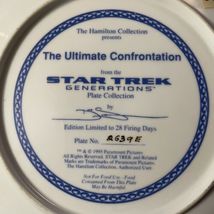 The Hamilton Collection
presents
The Ultimate Confrontation
from the
STAR TREK
GENERATIONS™
Plate Collection
by
Edition Limited to 28 Firing Days
Plate No. 2639E
™ & © 1995 Paramount Pictures.
All Rights Reserved. STAR TREK and Related
Marks are Trademarks of Paramount Pictures.
The Hamilton Collection, Authorized User.
Not For Food Use - Food
Consumed From This Plate
May Be Harmful